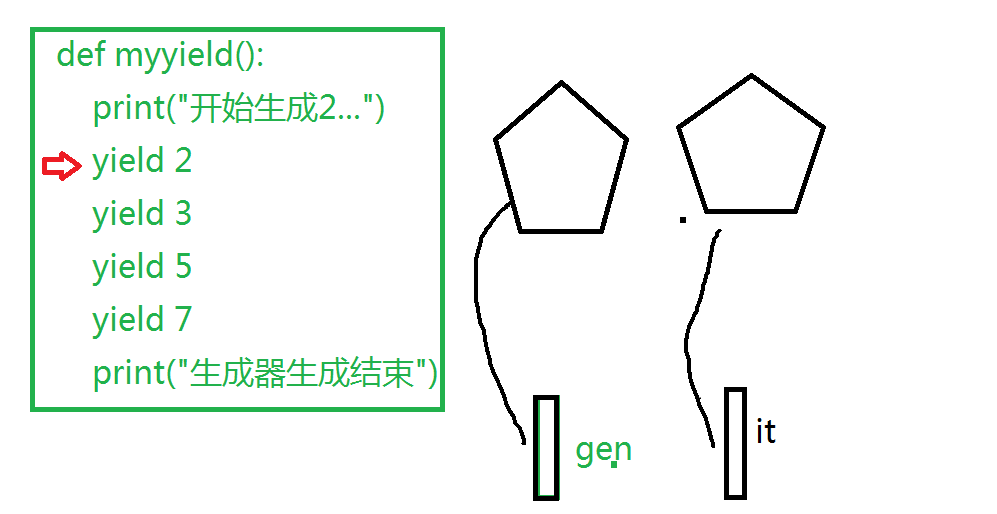 def myyield():
print("开始生成2...")
yield 2
yield 3
yield 5
yield 7
print("生成器生成结束")
gen
it